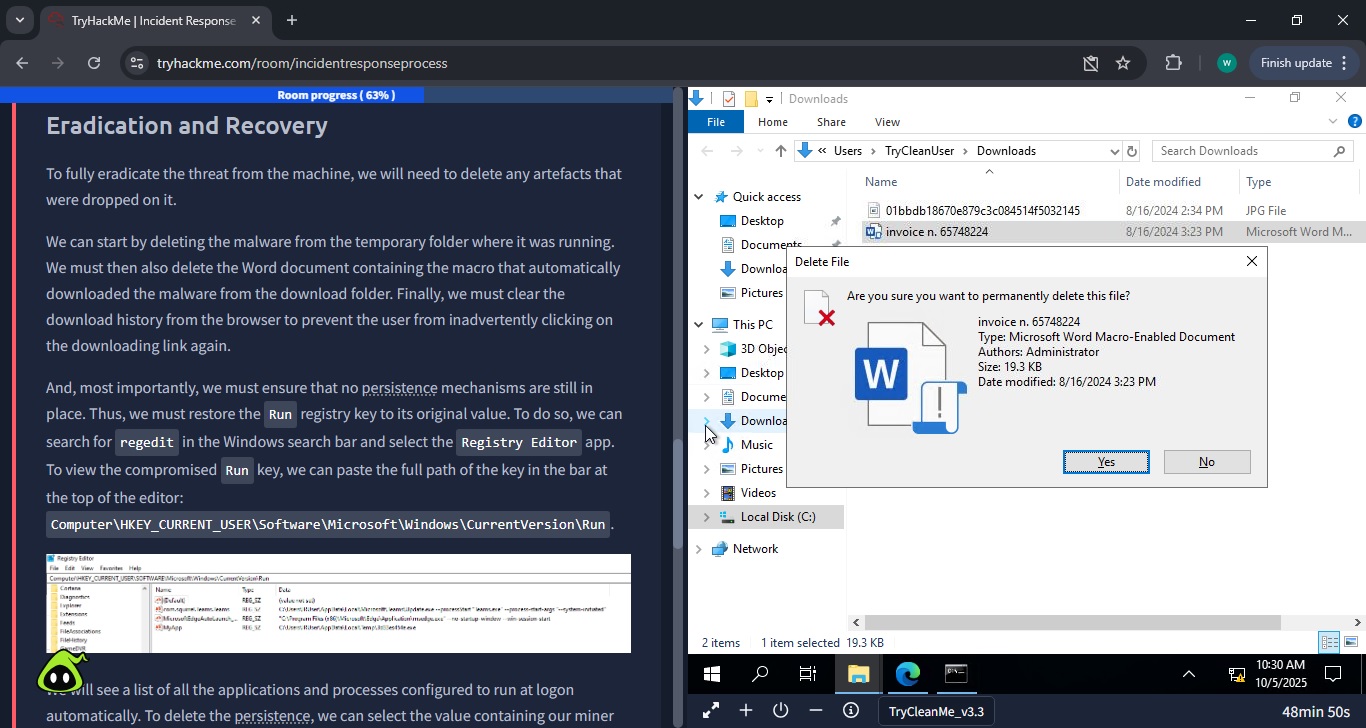 TryHackMe | Incident Response
tryhackme.com/room/incidentresponseprocess
W
Finish update
Room progress ( 63% )
Eradication and Recovery
To fully eradicate the threat from the machine, we will need to delete any artefacts that
were dropped on it.
We can start by deleting the malware from the temporary folder where it was running.
We must then also delete the Word document containing the macro that automatically
downloaded the malware from the download folder. Finally, we must clear the
download history from the browser to prevent the user from inadvertently clicking on
the downloading link again.
And, most importantly, we must ensure that no persistence mechanisms are still in
place. Thus, we must restore the Run registry key to its original value. To do so, we can
search for regedit in the Windows search bar and select the Registry Editor app.
To view the compromised Run key, we can paste the full path of the key in the bar at
the top of the editor:
Computer\HKEY_CURRENT_USER\Software\Microsoft\Windows\CurrentVersion\Run .
Registry Editor
File Edit View Favorites Help
Computer\HKEY_CURRENT_USER\SOFTWARE\Microsoft\Windows\CurrentVersion\Run
Cortana
Diagnostics
Explorer
Extensions
Feeds
FileAssociations
FileHistory
GameDVR
Name Type Data
(Default) REG_SZ (value not set)
com.squirrel.Teams.Teams REG_SZ
MicrosoftEdgeAutoLaunch_... REG_SZ
MyApp REG_SZ
We will see a list of all the applications and processes configured to run at logon
automatically. To delete the persistence, we can select the value containing our miner
Downloads
File Home Share View
« Users › TryCleanUser › Downloads
Search Downloads
Name Date modified Type
01bbdb18670e879c3c084514f5032145 8/16/2024 2:34 PM JPG File
invoice n. 65748224 8/16/2024 3:23 PM Microsoft Word M...
Quick access
Desktop
Documents
Downloa
Pictures
This PC
3D Objec
Desktop
Docume
Downloa
Music
Pictures
Videos
Local Disk (C:)
Network
Delete File
Are you sure you want to permanently delete this file?
invoice n. 65748224
Type: Microsoft Word Macro-Enabled Document
Authors: Administrator
Size: 19.3 KB
Date modified: 8/16/2024 3:23 PM
W
Yes No
2 items 1 item selected 19.3 KB
10:30 AM
10/5/2025
TryCleanMe_v3.3
48min 50s